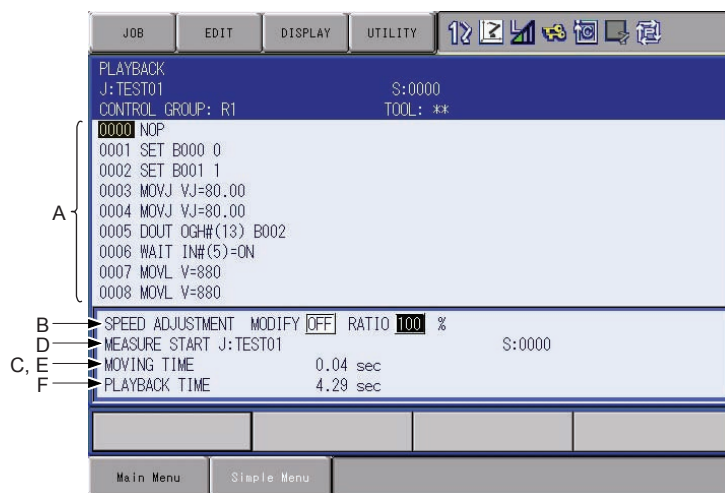 JOB EDIT DISPLAY UTILITY
PLAYBACK
J:TEST01 S:0000
CONTROL GROUP: R1 TOOL: **
0000 NOP
0001 SET B000 0
0002 SET B001 1
0003 MOVJ VJ=80.00
0004 MOVJ VJ=80.00
A
0005 DOUT OGH#(13) B002
0006 WAIT IN#(5)=ON
0007 MOVL V=880
0008 MOVL V=880
B SPEED ADJUSTMENT MODIFY OFF RATIO 100 %
D MEASURE START J:TEST01 S:0000
C, E MOVING TIME 0.04 sec
F PLAYBACK TIME 4.29 sec
Main Menu Simple Menu